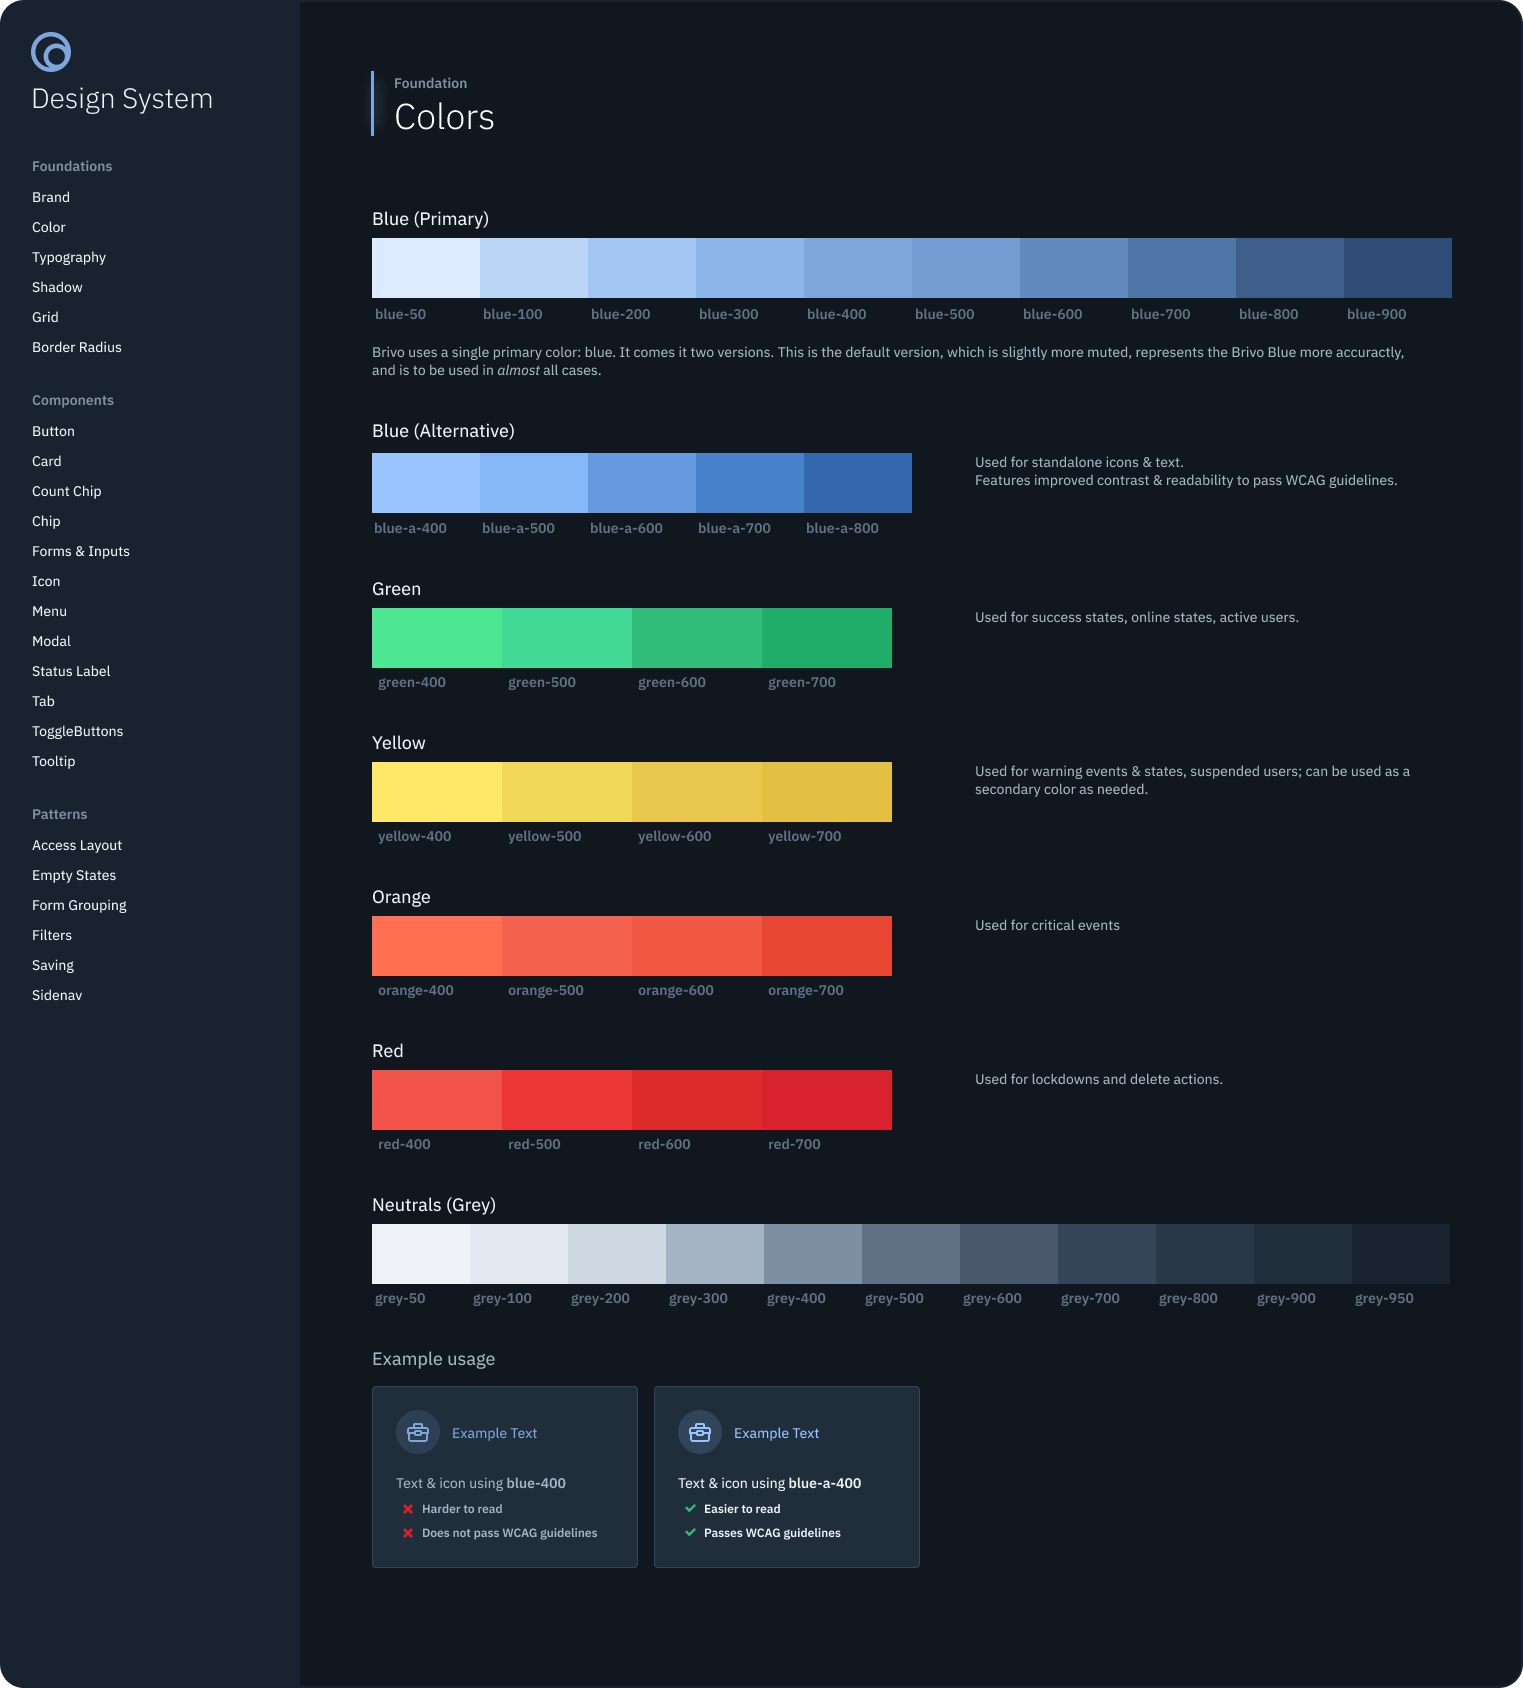 Design System
Foundations
Brand
Color
Typography
Shadow
Grid
Border Radius
Components
Button
Card
Count Chip
Chip
Forms & Inputs
Icon
Menu
Modal
Status Label
Tab
ToggleButtons
Tooltip
Patterns
Access Layout
Empty States
Form Grouping
Filters
Saving
Sidenav
Foundation
Colors
Blue (Primary)
blue-50 blue-100 blue-200 blue-300 blue-400 blue-500 blue-600 blue-700 blue-800 blue-900
Brivo uses a single primary color: blue. It comes it two versions. This is the default version, which is slightly more muted, represents the Brivo Blue more accuractly,
and is to be used in almost all cases.
Blue (Alternative)
blue-a-400 blue-a-500 blue-a-600 blue-a-700 blue-a-800
Used for standalone icons & text.
Features improved contrast & readability to pass WCAG guidelines.
Green
green-400 green-500 green-600 green-700
Used for success states, online states, active users.
Yellow
yellow-400 yellow-500 yellow-600 yellow-700
Used for warning events & states, suspended users; can be used as a
secondary color as needed.
Orange
orange-400 orange-500 orange-600 orange-700
Used for critical events
Red
red-400 red-500 red-600 red-700
Used for lockdowns and delete actions.
Neutrals (Grey)
grey-50 grey-100 grey-200 grey-300 grey-400 grey-500 grey-600 grey-700 grey-800 grey-900 grey-950
Example usage
Example Text
Text & icon using blue-400
Harder to read
Does not pass WCAG guidelines
Example Text
Text & icon using blue-a-400
Easier to read
Passes WCAG guidelines